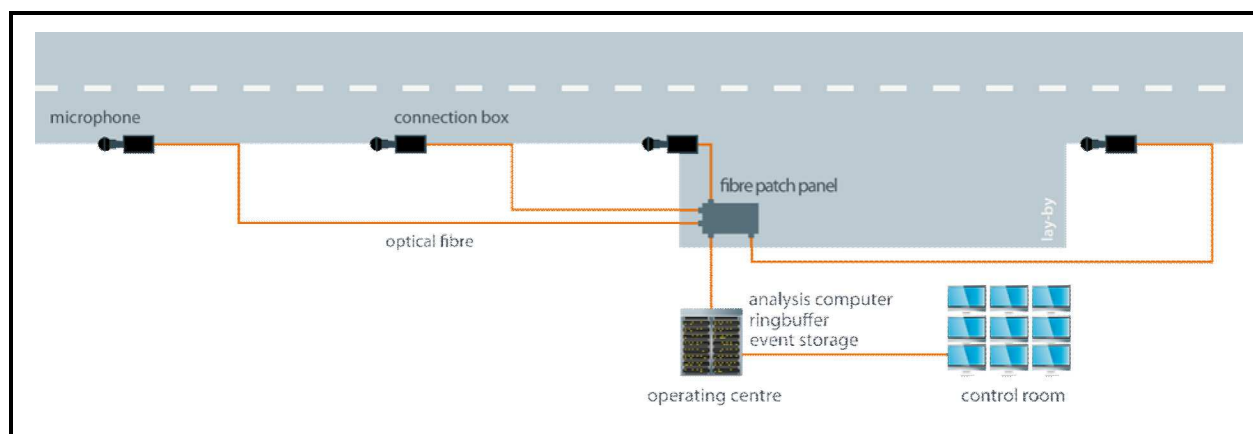 microphone
connection box
fibre patch panel
lay-by
optical fibre
analysis computer
ringbuffer
event storage
operating centre
control room